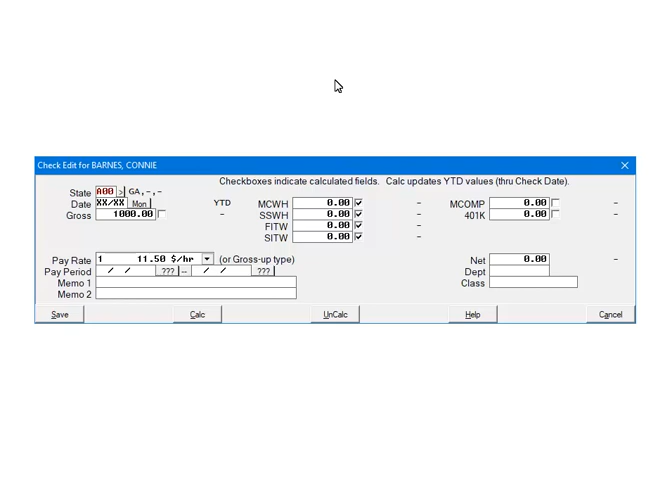 Check Edit for BARNES, CONNIE
Checkboxes indicate calculated fields. Calc updates YTD values (thru Check Date).
State A00 > GA,-,-
Date XX/XX Mon YTD MCWH 0.00 - MCOMP 0.00 -
Gross 1000.00 - SSWH 0.00 - 401K 0.00 -
FITW 0.00 -
SITW 0.00 -
Pay Rate 1 11.50 $/hr (or Gross-up type) Net 0.00 -
Pay Period / / ??? -- / / ??? Dept
Memo 1 Class
Memo 2
Save Calc UnCalc Help Cancel